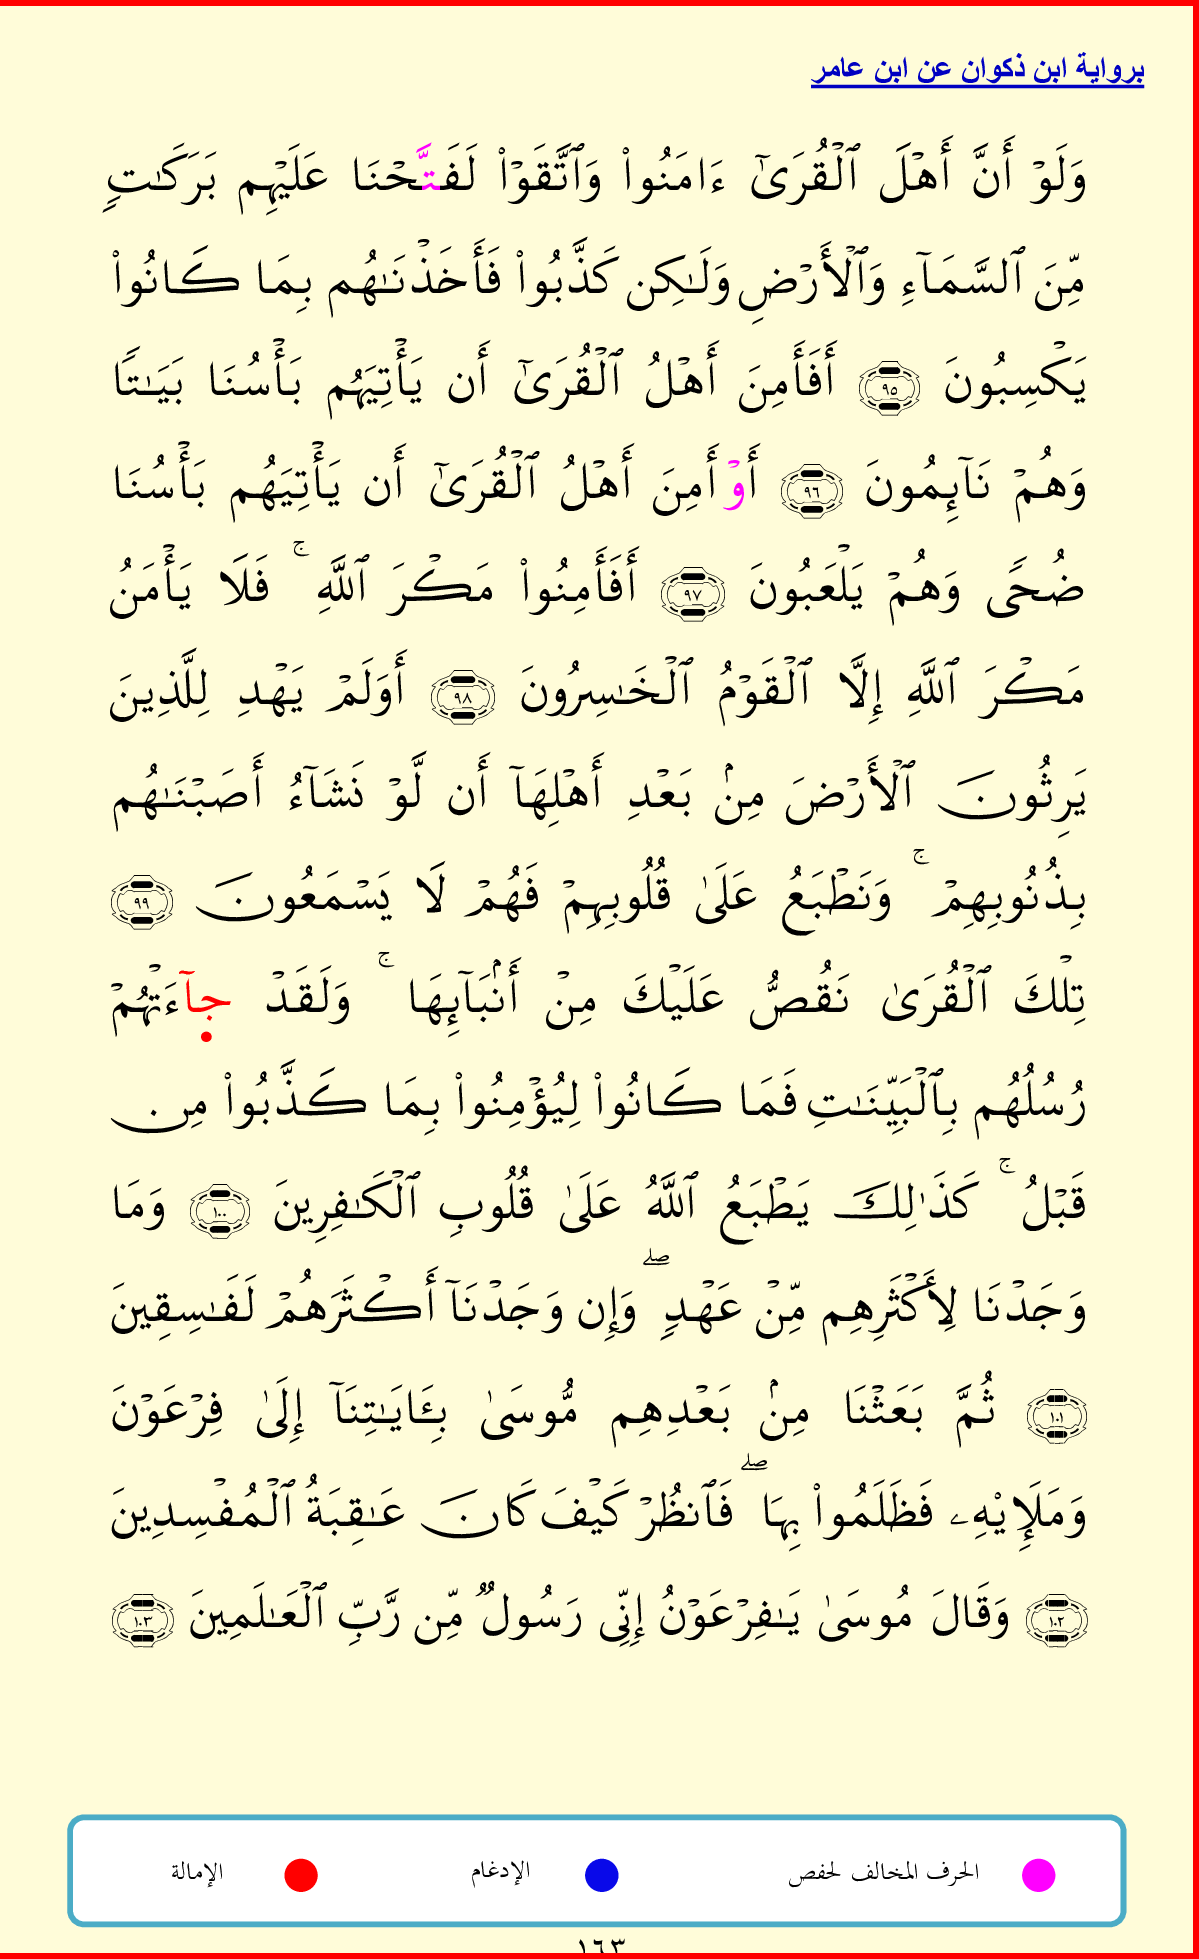 برواية ابن ذكوان عن ابن عامر
وَلَوۡ أَنَّ أَهۡلَ ٱلۡقُرَىٰٓ ءَامَنُواْ وَٱتَّقَوۡاْ لَفَتَّحۡنَا عَلَيۡهِم بَرَكَٰتٖ
مِّنَ ٱلسَّمَآءِ وَٱلۡأَرۡضِ وَلَٰكِن كَذَّبُواْ فَأَخَذۡنَٰهُم بِمَا كَانُواْ
يَكۡسِبُونَ ٩٥ أَفَأَمِنَ أَهۡلُ ٱلۡقُرَىٰٓ أَن يَأۡتِيَهُم بَأۡسُنَا بَيَٰتٗا
وَهُمۡ نَآئِمُونَ ٩٦ أَوۡ أَمِنَ أَهۡلُ ٱلۡقُرَىٰٓ أَن يَأۡتِيَهُم بَأۡسُنَا
ضُحٗى وَهُمۡ يَلۡعَبُونَ ٩٧ أَفَأَمِنُواْ مَكۡرَ ٱللَّهِۚ فَلَا يَأۡمَنُ
مَكۡرَ ٱللَّهِ إِلَّا ٱلۡقَوۡمُ ٱلۡخَٰسِرُونَ ٩٨ أَوَلَمۡ يَهۡدِ لِلَّذِينَ
يَرِثُونَ ٱلۡأَرۡضَ مِنۢ بَعۡدِ أَهۡلِهَآ أَن لَّوۡ نَشَآءُ أَصَبۡنَٰهُم
بِذُنُوبِهِمۡۚ وَنَطۡبَعُ عَلَىٰ قُلُوبِهِمۡ فَهُمۡ لَا يَسۡمَعُونَ ٩٩
تِلۡكَ ٱلۡقُرَىٰ نَقُصُّ عَلَيۡكَ مِنۡ أَنۢبَآئِهَاۚ وَلَقَدۡ جَآءَتۡهُمۡ
رُسُلُهُم بِٱلۡبَيِّنَٰتِ فَمَا كَانُواْ لِيُؤۡمِنُواْ بِمَا كَذَّبُواْ مِن
قَبۡلُۚ كَذَٰلِكَ يَطۡبَعُ ٱللَّهُ عَلَىٰ قُلُوبِ ٱلۡكَٰفِرِينَ ١٠٠ وَمَا
وَجَدۡنَا لِأَكۡثَرِهِم مِّنۡ عَهۡدٖۖ وَإِن وَجَدۡنَآ أَكۡثَرَهُمۡ لَفَٰسِقِينَ
١٠١ ثُمَّ بَعَثۡنَا مِنۢ بَعۡدِهِم مُّوسَىٰ بِـَٔايَٰتِنَآ إِلَىٰ فِرۡعَوۡنَ
وَمَلَإِيْهِۦ فَظَلَمُواْ بِهَاۖ فَٱنظُرۡ كَيۡفَ كَانَ عَٰقِبَةُ ٱلۡمُفۡسِدِينَ
١٠٢ وَقَالَ مُوسَىٰ يَٰفِرۡعَوۡنُ إِنِّي رَسُولٞ مِّن رَّبِّ ٱلۡعَٰلَمِينَ ١٠٣
الحرف المخالف لحفص الإدغام الإمالة
١٦٣